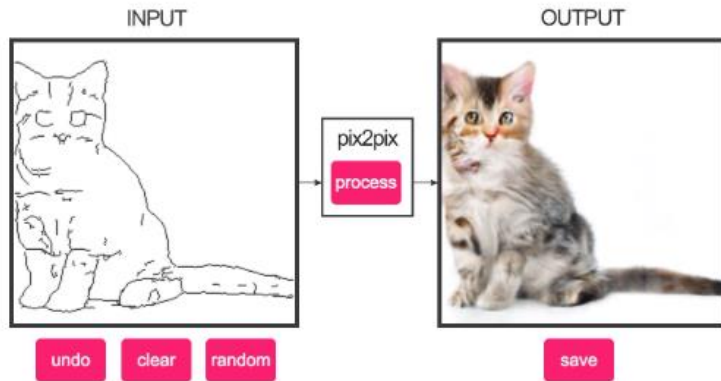 INPUT
OUTPUT
pix2pix
process
undo
clear
random
save